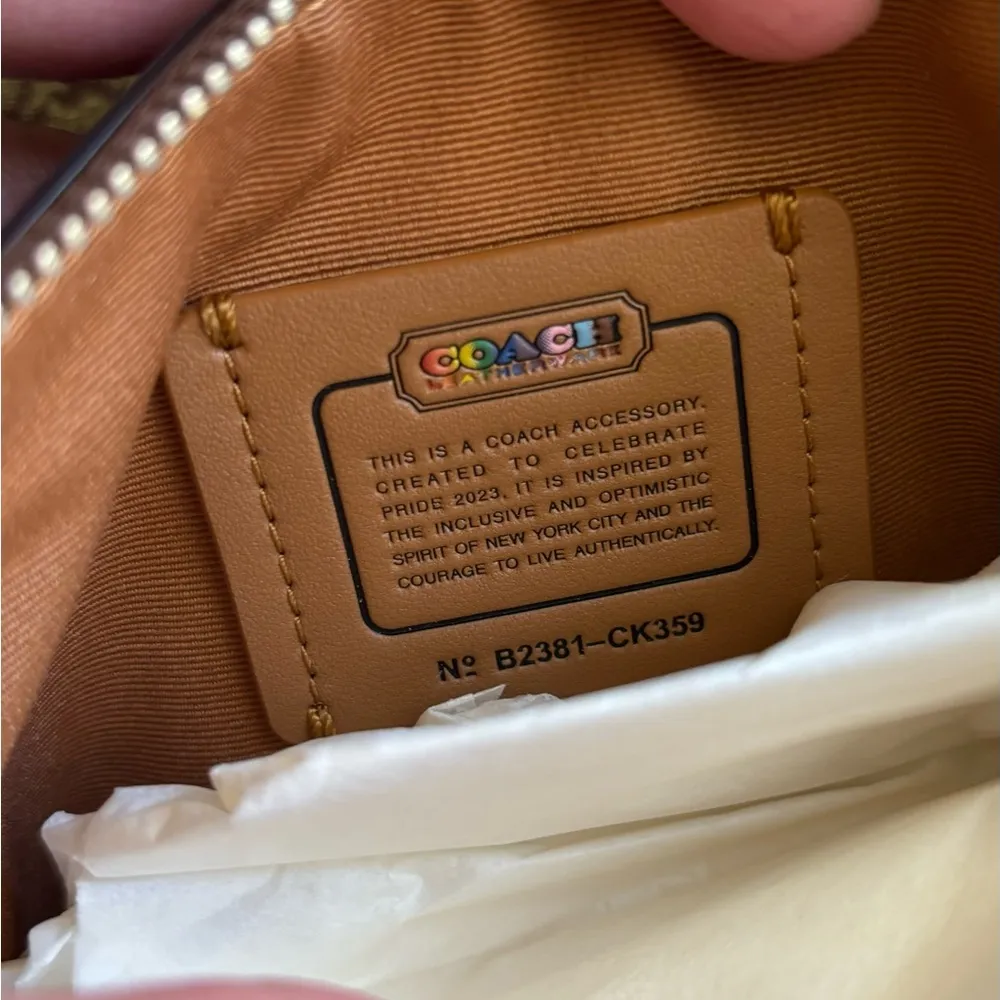 COACH
LEATHERWARE
THIS IS A COACH ACCESSORY.
CREATED TO CELEBRATE
PRIDE 2023, IT IS INSPIRED BY
THE INCLUSIVE AND OPTIMISTIC
SPIRIT OF NEW YORK CITY AND THE
COURAGE TO LIVE AUTHENTICALLY.
Nº B2381-CK359